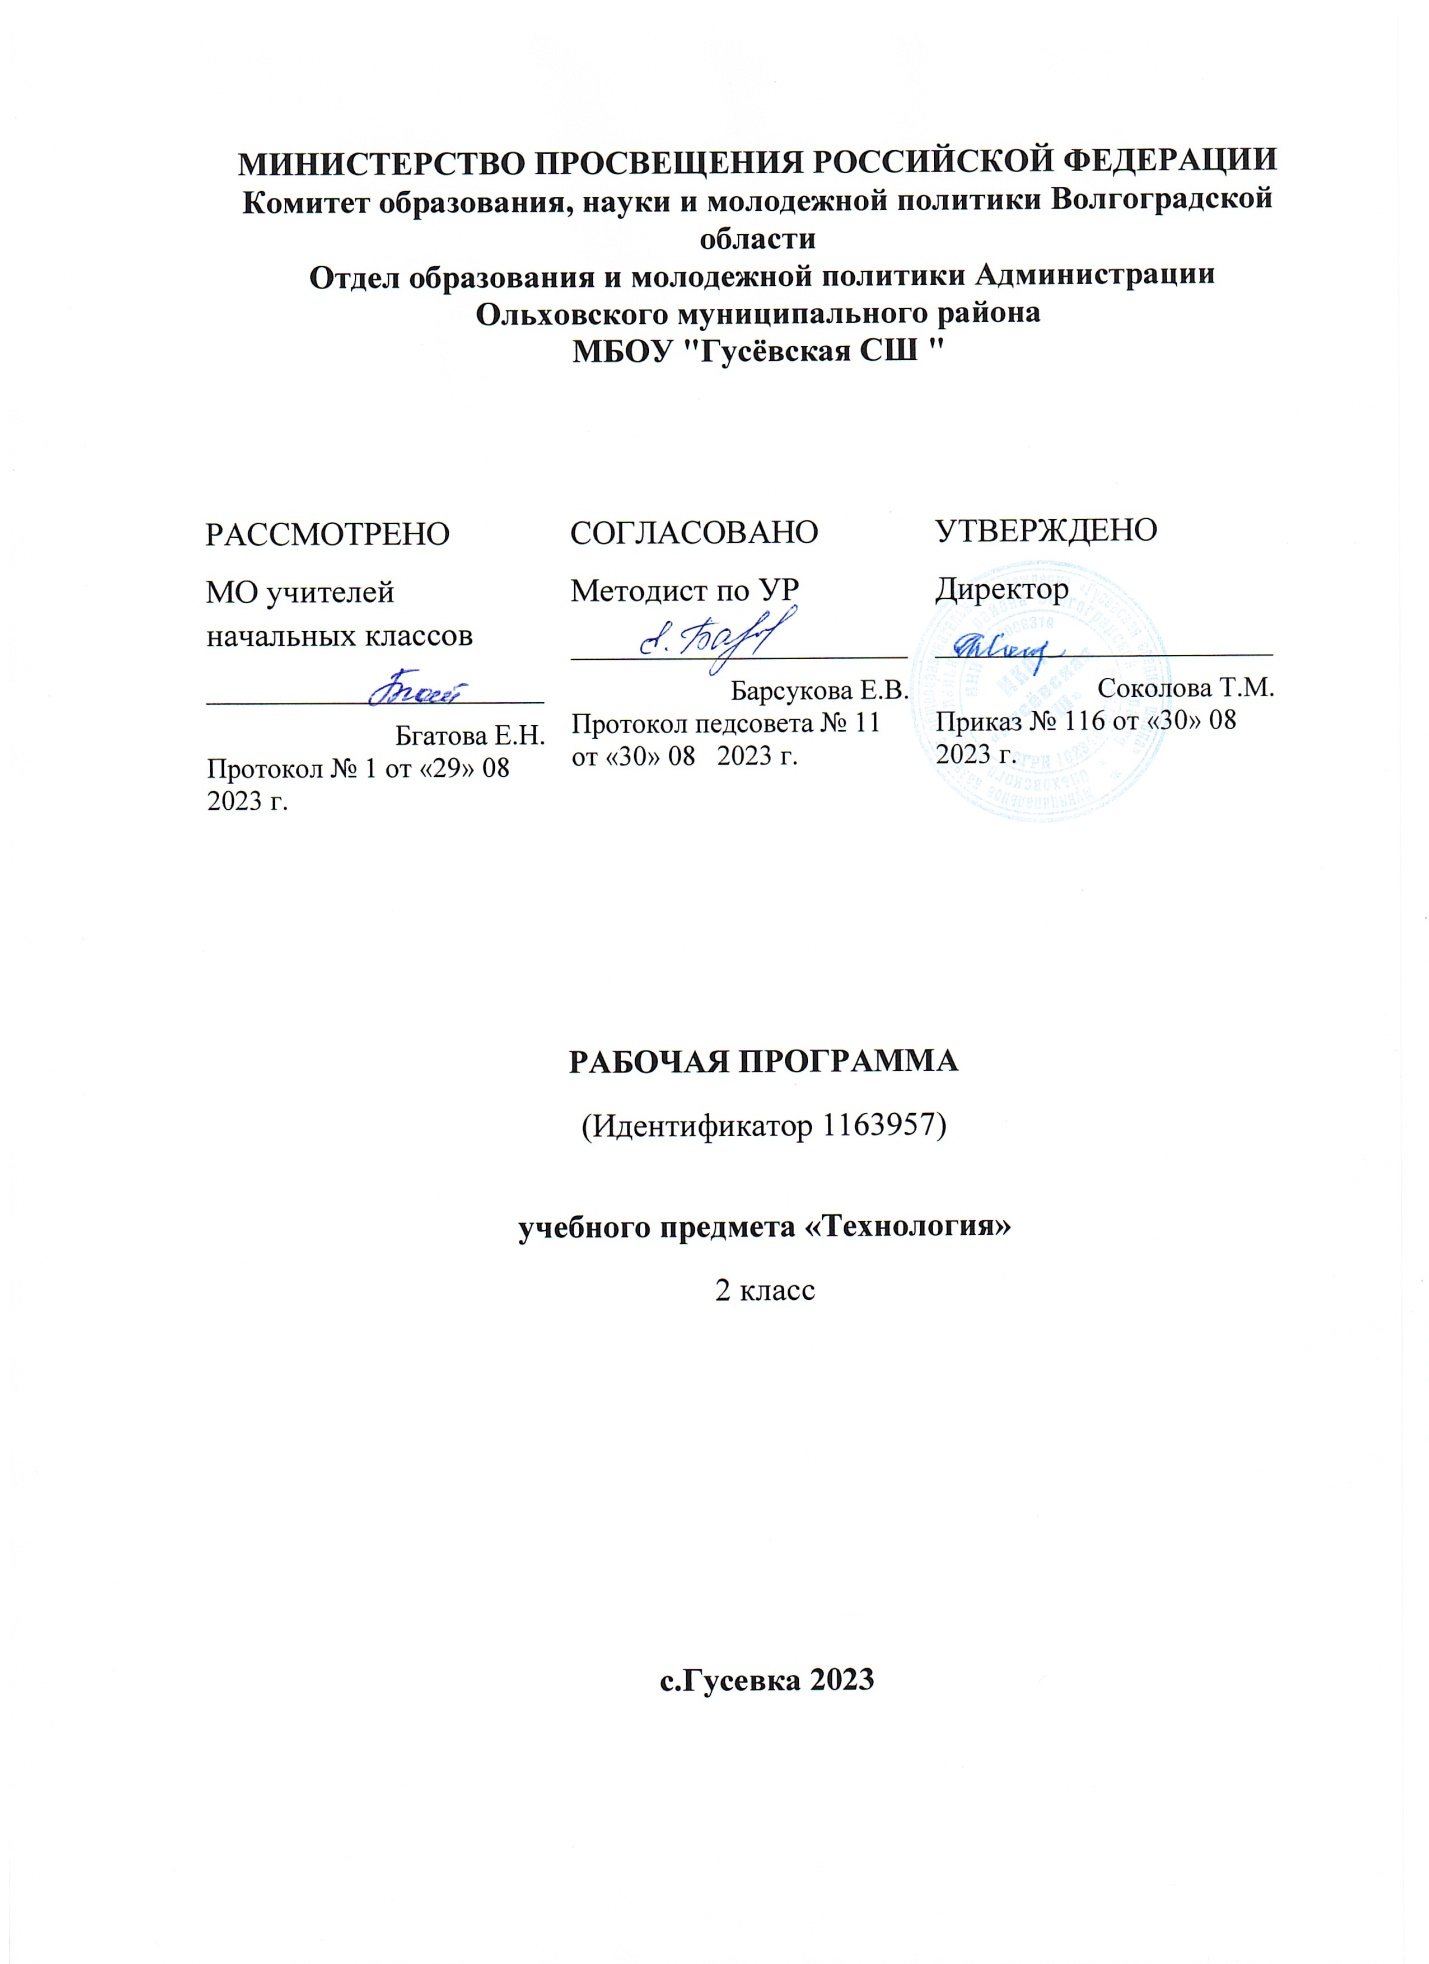 МИНИСТЕРСТВО ПРОСВЕЩЕНИЯ РОССИЙСКОЙ ФЕДЕРАЦИИ
Комитет образования, науки и молодежной политики Волгоградской
области
Отдел образования и молодежной политики Администрации
Ольховского муниципального района
МБОУ "Гусёвская СШ "
РАССМОТРЕНО
МО учителей
начальных классов
Бгатова Е.Н.
Протокол № 1 от «29» 08
2023 г.
СОГЛАСОВАНО
Методист по УР
Барсукова Е.В.
Протокол педсовета № 11
от «30» 08 2023 г.
УТВЕРЖДЕНО
Директор
Соколова Т.М.
Приказ № 116 от «30» 08
2023 г.
РАБОЧАЯ ПРОГРАММА
(Идентификатор 1163957)
учебного предмета «Технология»
2 класс
с.Гусевка 2023